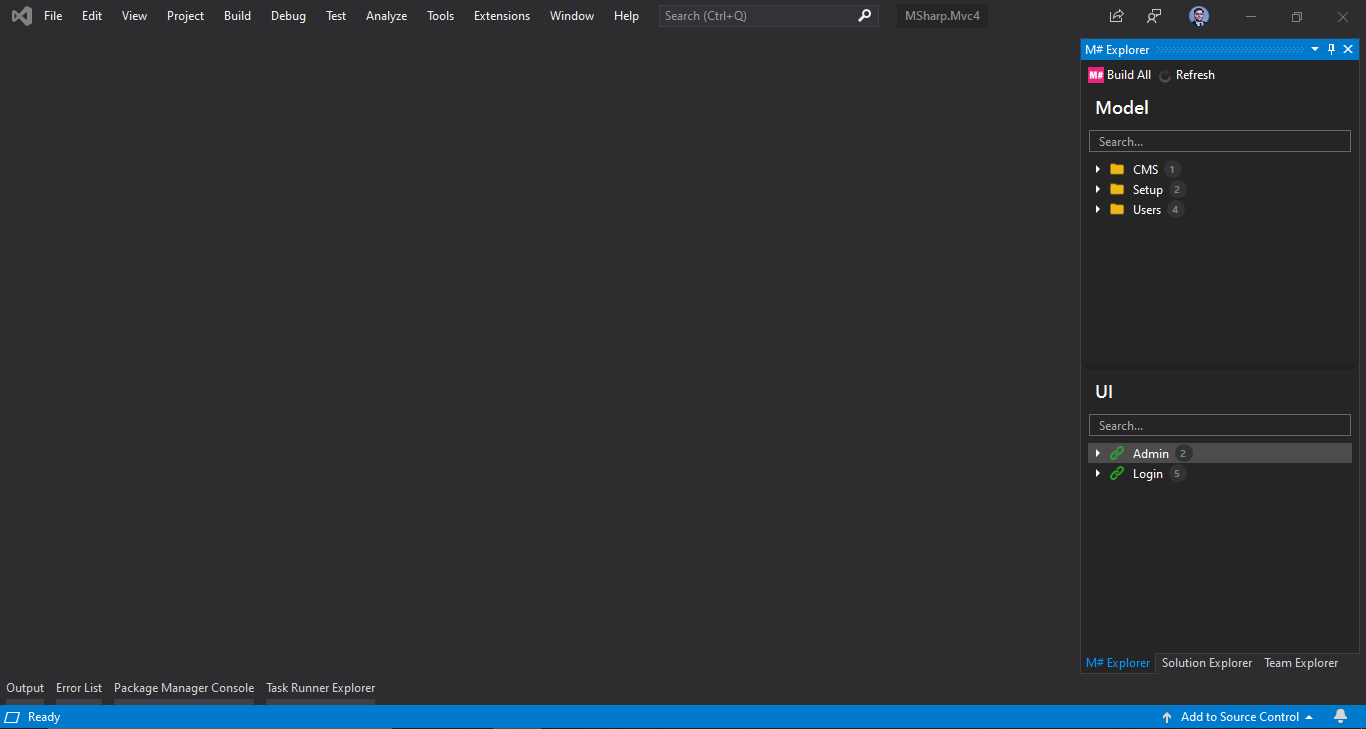 File Edit View Project Build Debug Test Analyze Tools Extensions Window Help Search (Ctrl+Q) MSharp.Mvc4
M# Explorer
M# Build All Refresh
Model
Search...
CMS 1
Setup 2
Users 4
UI
Search...
Admin 2
Login 5
M# Explorer Solution Explorer Team Explorer
Output Error List Package Manager Console Task Runner Explorer
Ready Add to Source Control